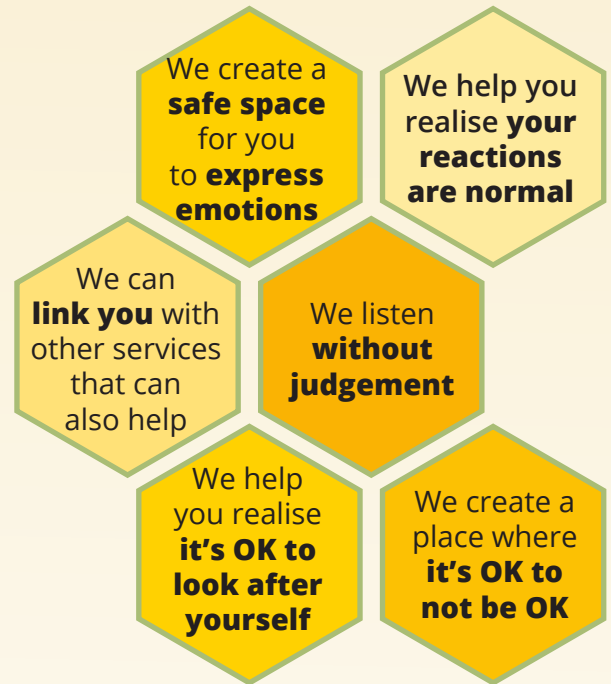 We create a
safe space
for you
to express
emotions
We help you
realise your
reactions
are normal
We can
link you with
other services
that can
also help
We listen
without
judgement
We help
you realise
it’s OK to
look after
yourself
We create a
place where
it’s OK to
not be OK